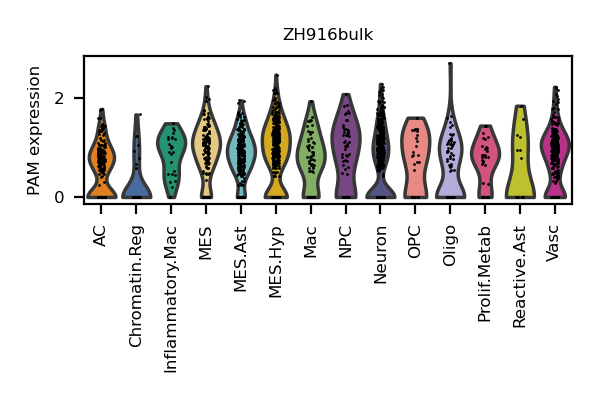 ZH916bulk
PAM expression
2
0
AC
Chromatin.Reg
Inflammatory.Mac
MES
MES.Ast
MES.Hyp
Mac
NPC
Neuron
OPC
Oligo
Prolif.Metab
Reactive.Ast
Vasc